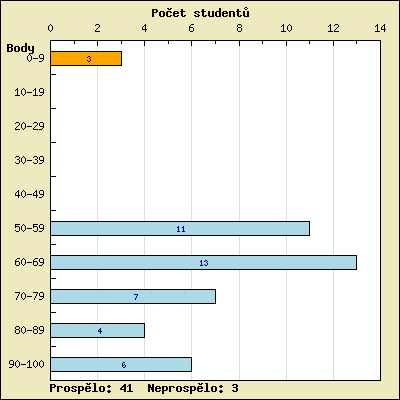 Počet studentů
0 2 4 6 8 10 12 14
Body
0-9 3
10-19
20-29
30-39
40-49
50-59 11
60-69 13
70-79 7
80-89 4
90-100 6
Prospělo: 41 Neprospělo: 3